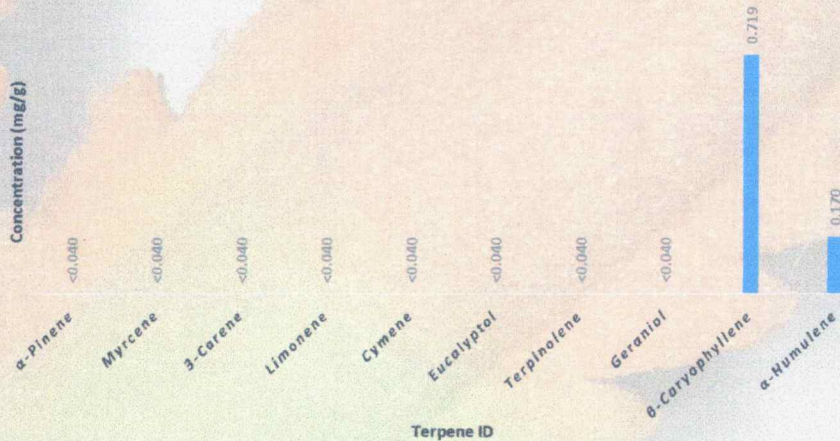 Concentration (mg/g)
<0.040
<0.040
<0.040
<0.040
<0.040
<0.040
<0.040
<0.040
0.719
0.170
α-Pinene
Myrcene
3-Carene
Limonene
Cymene
Eucalyptol
Terpinolene
Geraniol
β-Caryophyllene
α-Humulene
Terpene ID